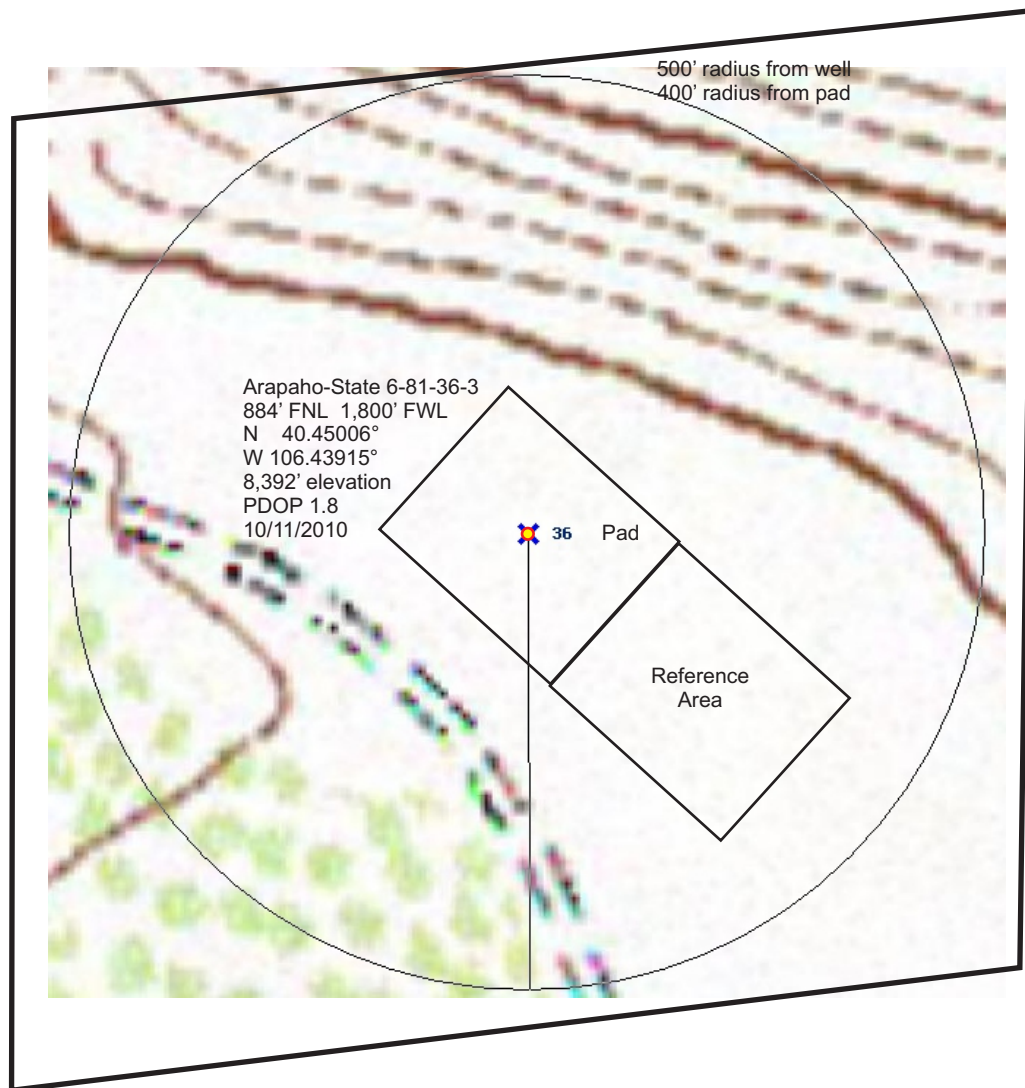 500’ radius from well
400’ radius from pad
Arapaho-State 6-81-36-3
884’ FNL 1,800’ FWL
N 40.45006°
W 106.43915°
8,392’ elevation
PDOP 1.8
10/11/2010
36 Pad
Reference
Area